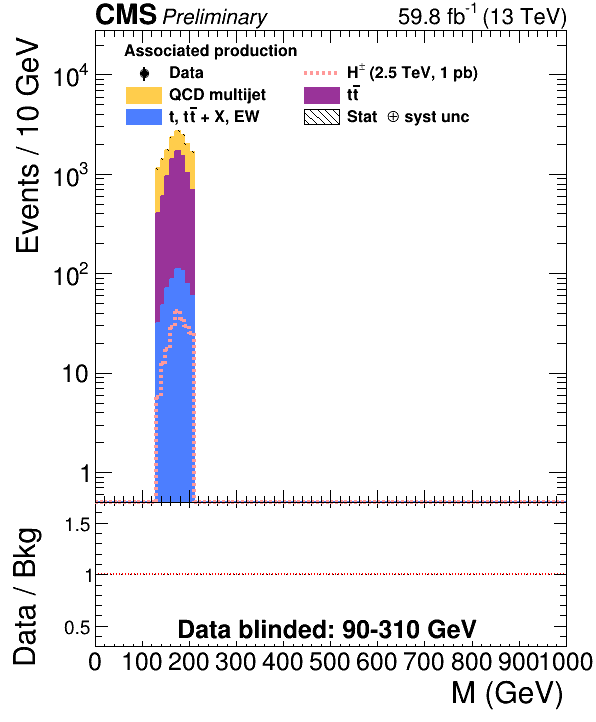 CMS Preliminary 59.8 fb⁻¹ (13 TeV)
Associated production
Data
H± (2.5 TeV, 1 pb)
QCD multijet
tt̄
t, tt̄ + X, EW
Stat ⊕ syst unc
Events / 10 GeV
10⁴
10³
10²
10
1
Data / Bkg
1.5
1
0.5
Data blinded: 90-310 GeV
0 100 200 300 400 500 600 700 800 900 1000
M (GeV)